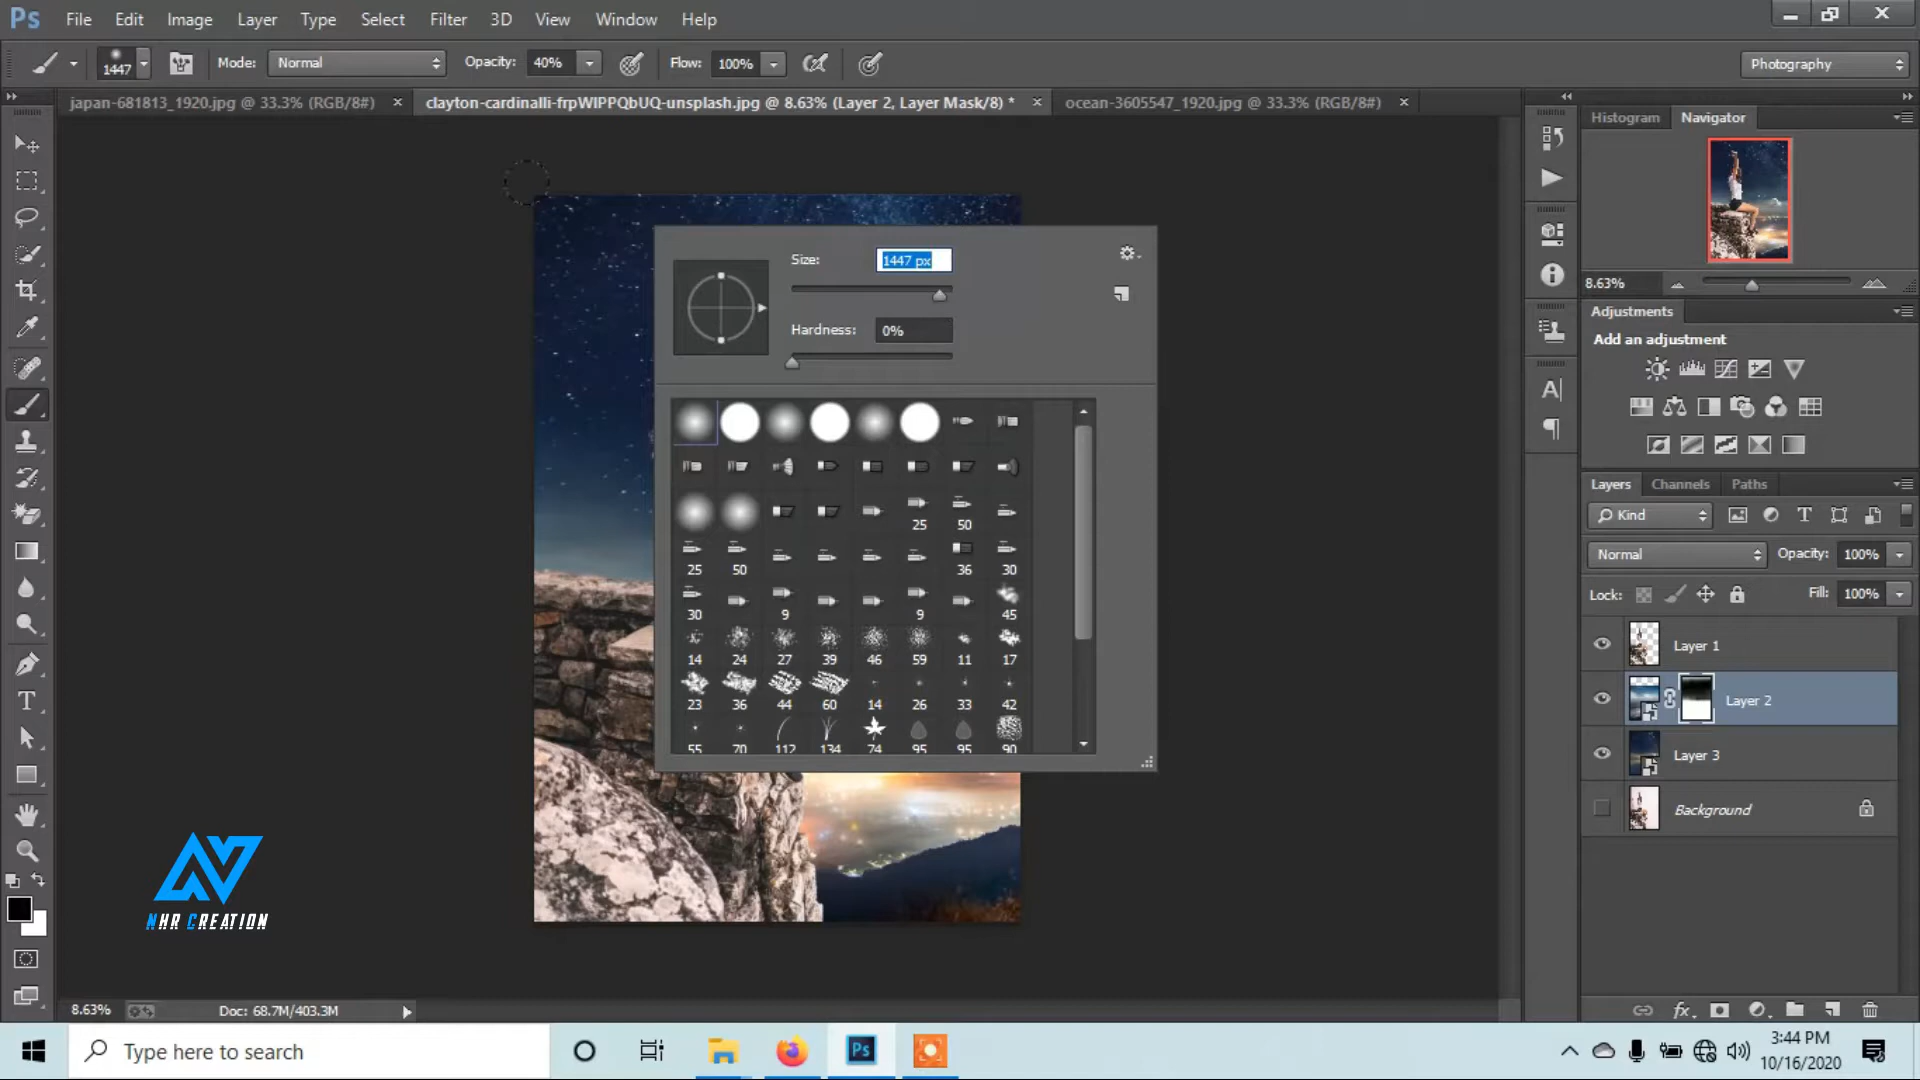 Ps File Edit Image Layer Type Select Filter 3D View Window Help
1447 Mode: Normal Opacity: 40% Flow: 100% Photography
japan-681813_1920.jpg @ 33.3% (RGB/8#) × clayton-cardinalli-frpWIPPQbUQ-unsplash.jpg @ 8.63% (Layer 2, Layer Mask/8) * × ocean-3605547_1920.jpg @ 33.3% (RGB/8#) ×
Histogram Navigator
8.63%
Adjustments
Add an adjustment
Size: 1447 px
Hardness: 0%
25 50
25 50 36 30
30 9 9 45
14 24 27 39 46 59 11 17
23 36 44 60 14 26 33 42
55 70 112 134 74 95 95 90
Layers Channels Paths
Kind
Normal Opacity: 100%
Lock: Fill: 100%
Layer 1
Layer 2
Layer 3
Background
NHR CREATION
8.63% Doc: 68.7M/403.3M
Type here to search
Ps
3:44 PM
10/16/2020